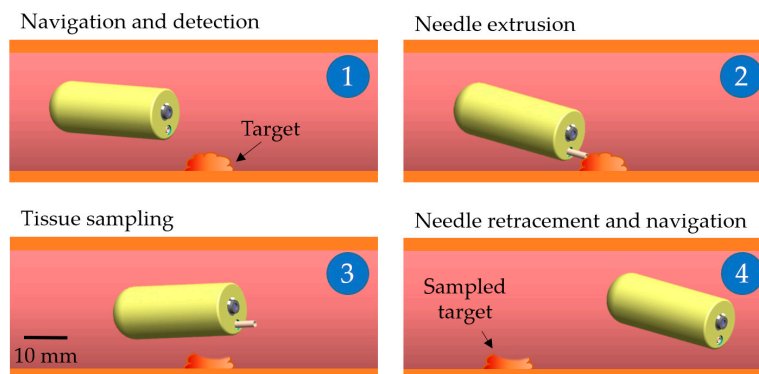 Navigation and detection
1
Target
Needle extrusion
2
Tissue sampling
3
10 mm
Needle retracement and navigation
4
Sampled
target